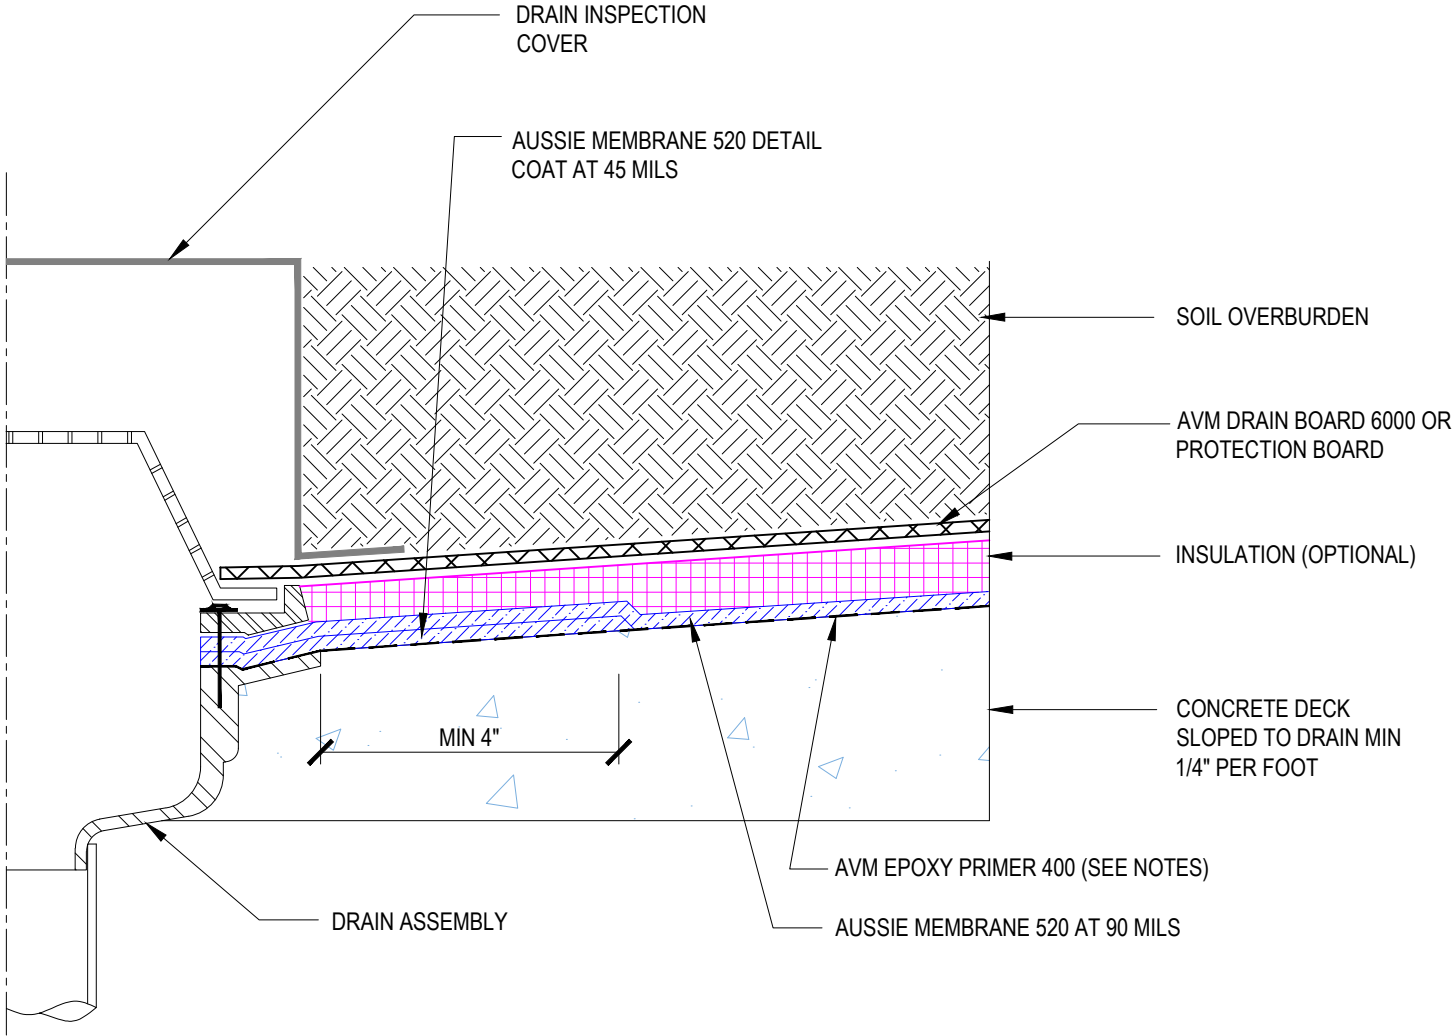 DRAIN INSPECTION
COVER
AUSSIE MEMBRANE 520 DETAIL
COAT AT 45 MILS
SOIL OVERBURDEN
AVM DRAIN BOARD 6000 OR
PROTECTION BOARD
INSULATION (OPTIONAL)
CONCRETE DECK
SLOPED TO DRAIN MIN
1/4" PER FOOT
MIN 4"
AVM EPOXY PRIMER 400 (SEE NOTES)
DRAIN ASSEMBLY
AUSSIE MEMBRANE 520 AT 90 MILS